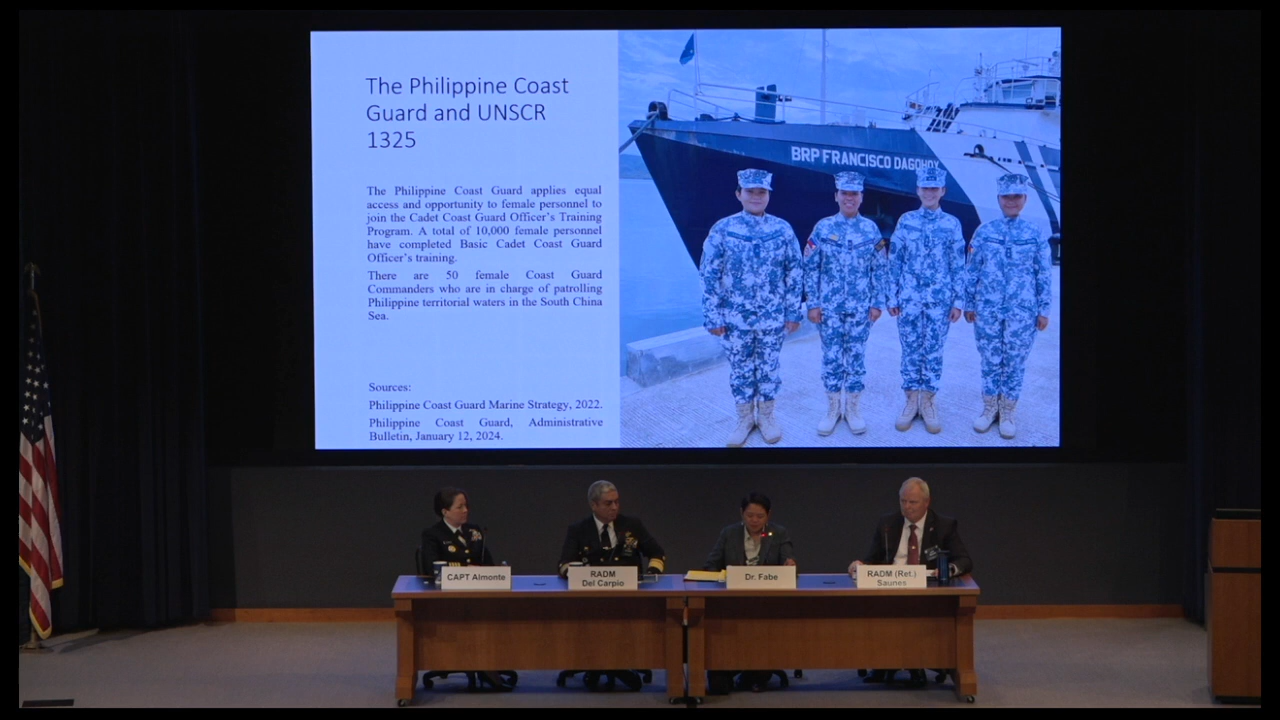 The Philippine Coast
Guard and UNSCR
1325
The Philippine Coast Guard applies equal
access and opportunity to female personnel to
join the Cadet Coast Guard Officer's Training
Program. A total of 10,000 female personnel
have completed Basic Cadet Coast Guard
Officer's training.
There are 50 female Coast Guard
Commanders who are in charge of patrolling
Philippine territorial waters in the South China
Sea.
Sources:
Philippine Coast Guard Marine Strategy, 2022.
Philippine Coast Guard, Administrative
Bulletin, January 12, 2024.
BRP FRANCISCO DAGOHOY
CAPT Almonte
RADM
Del Carpio
Dr. Fabe
RADM (Ret.)
Saunes